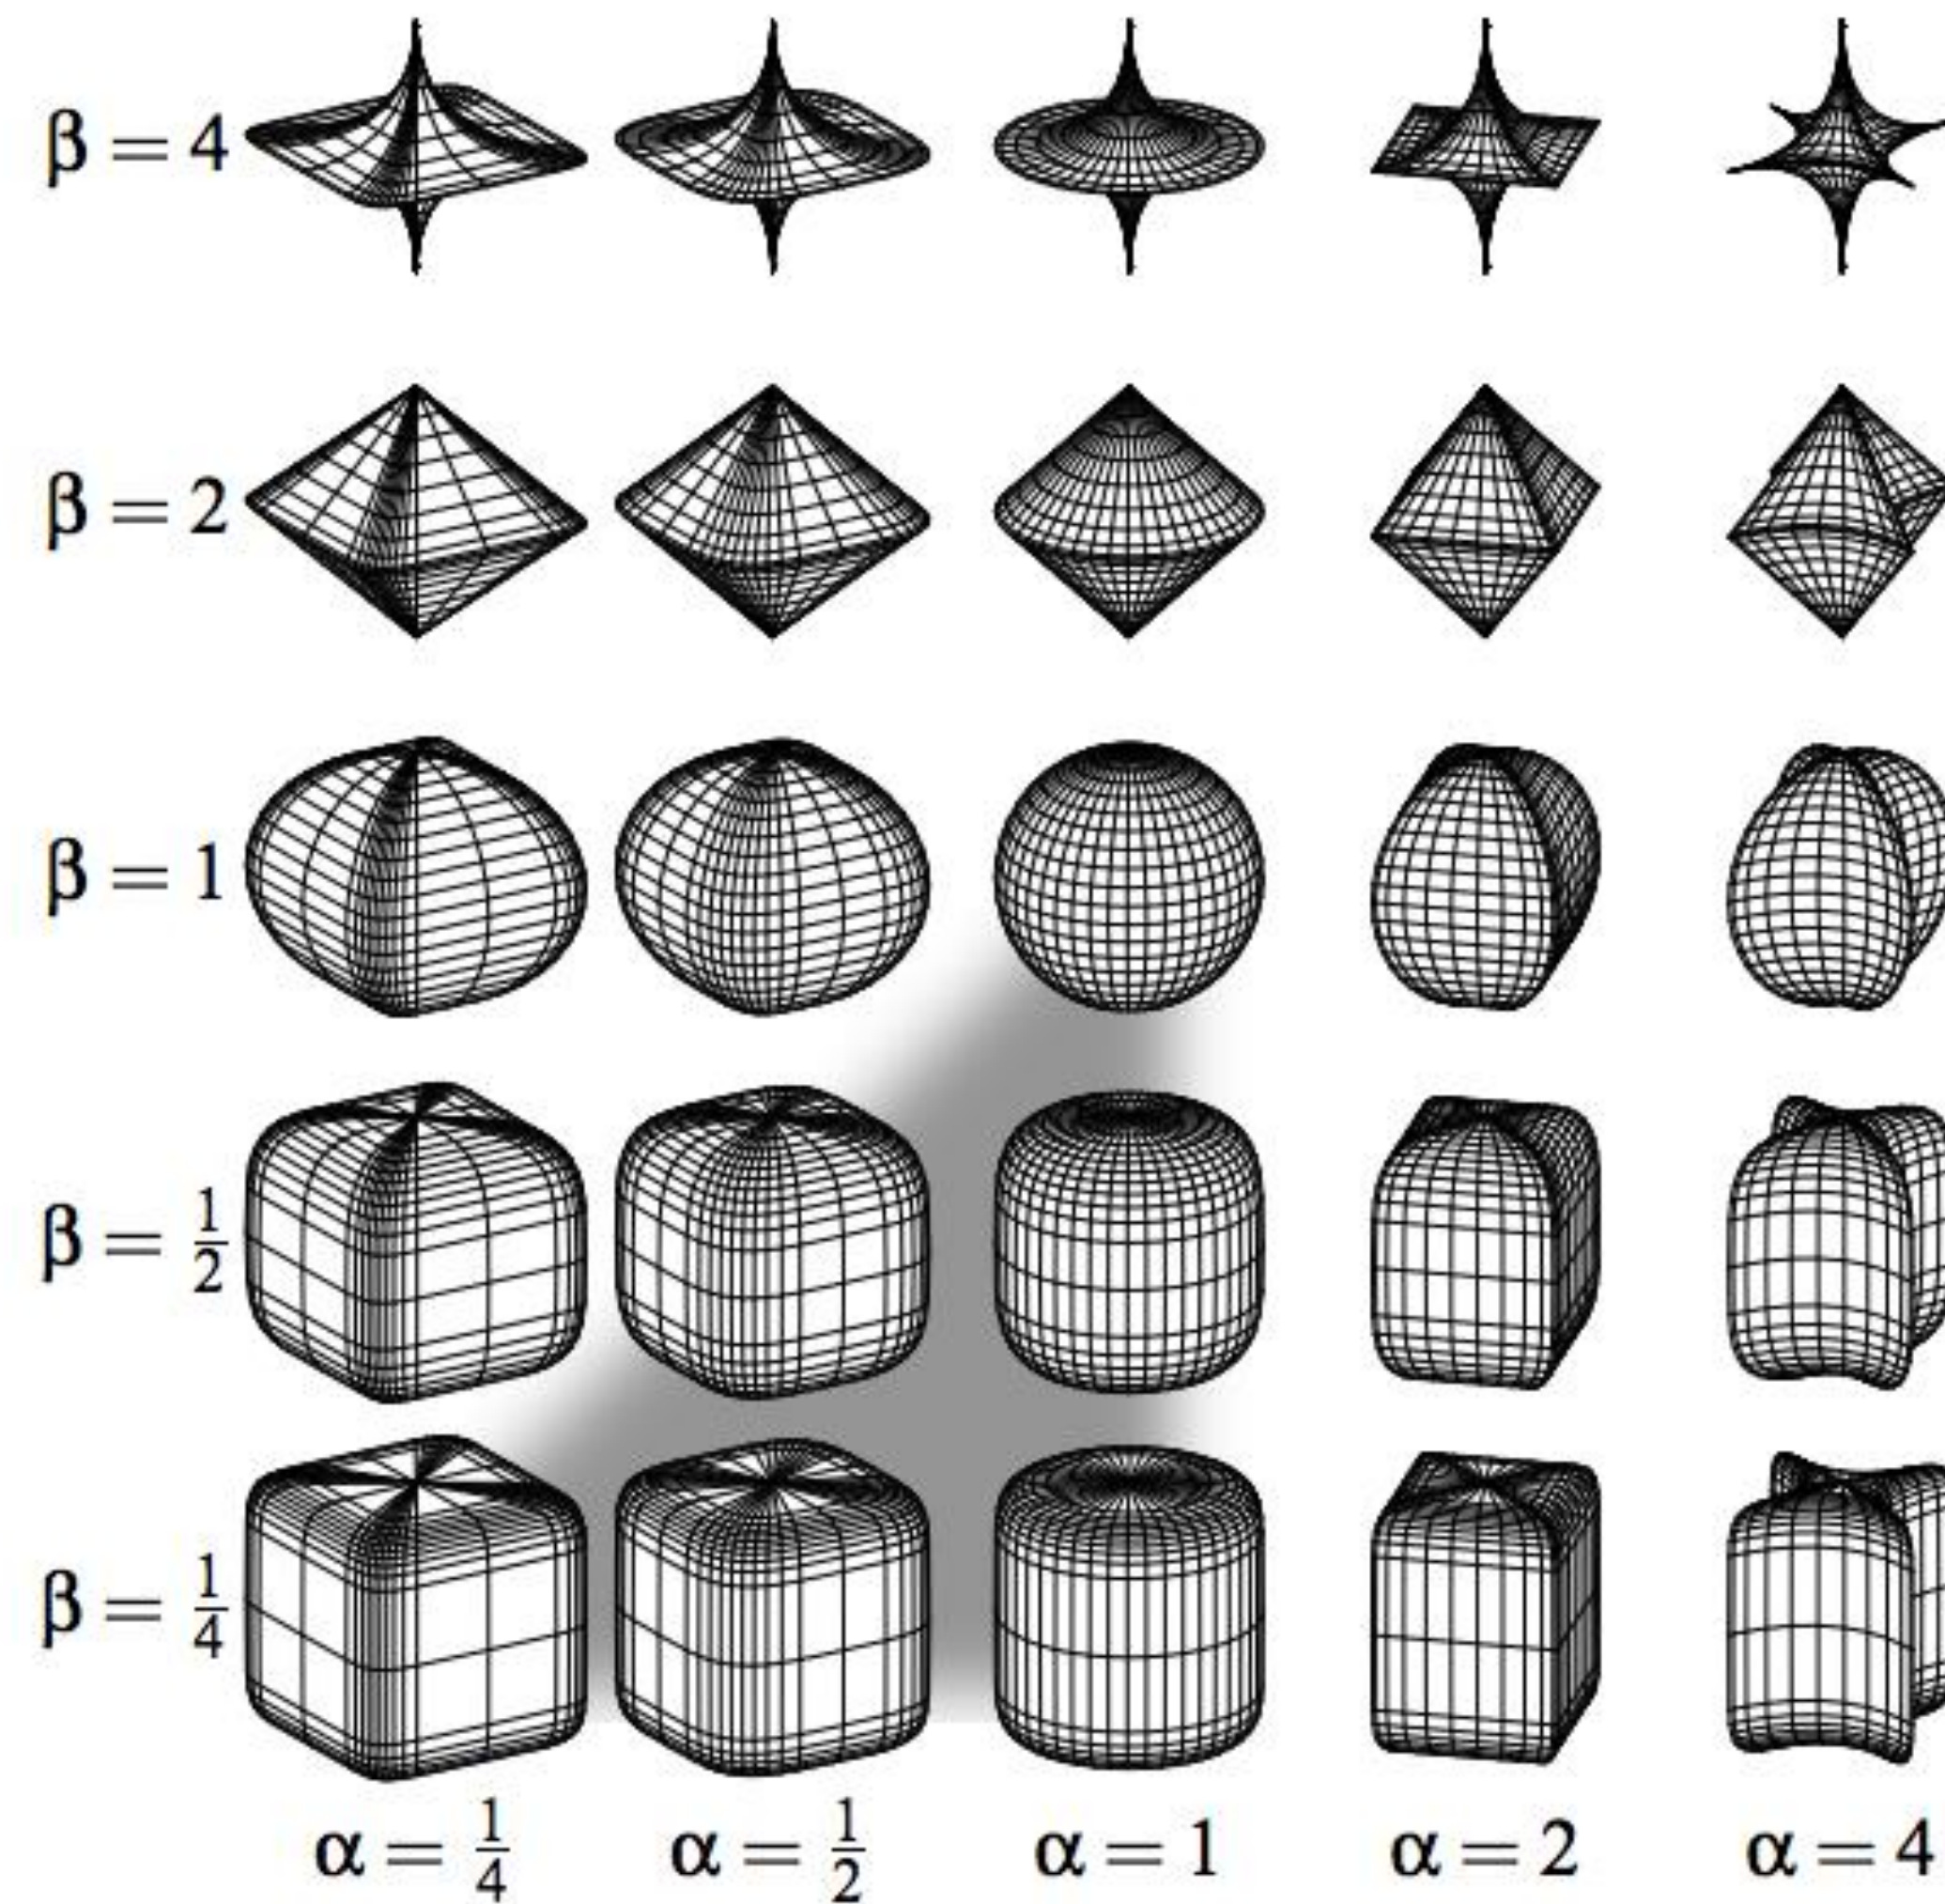 β = 4
β = 2
β = 1
β = 1/2
β = 1/4
α = 1/4 α = 1/2 α = 1 α = 2 α = 4